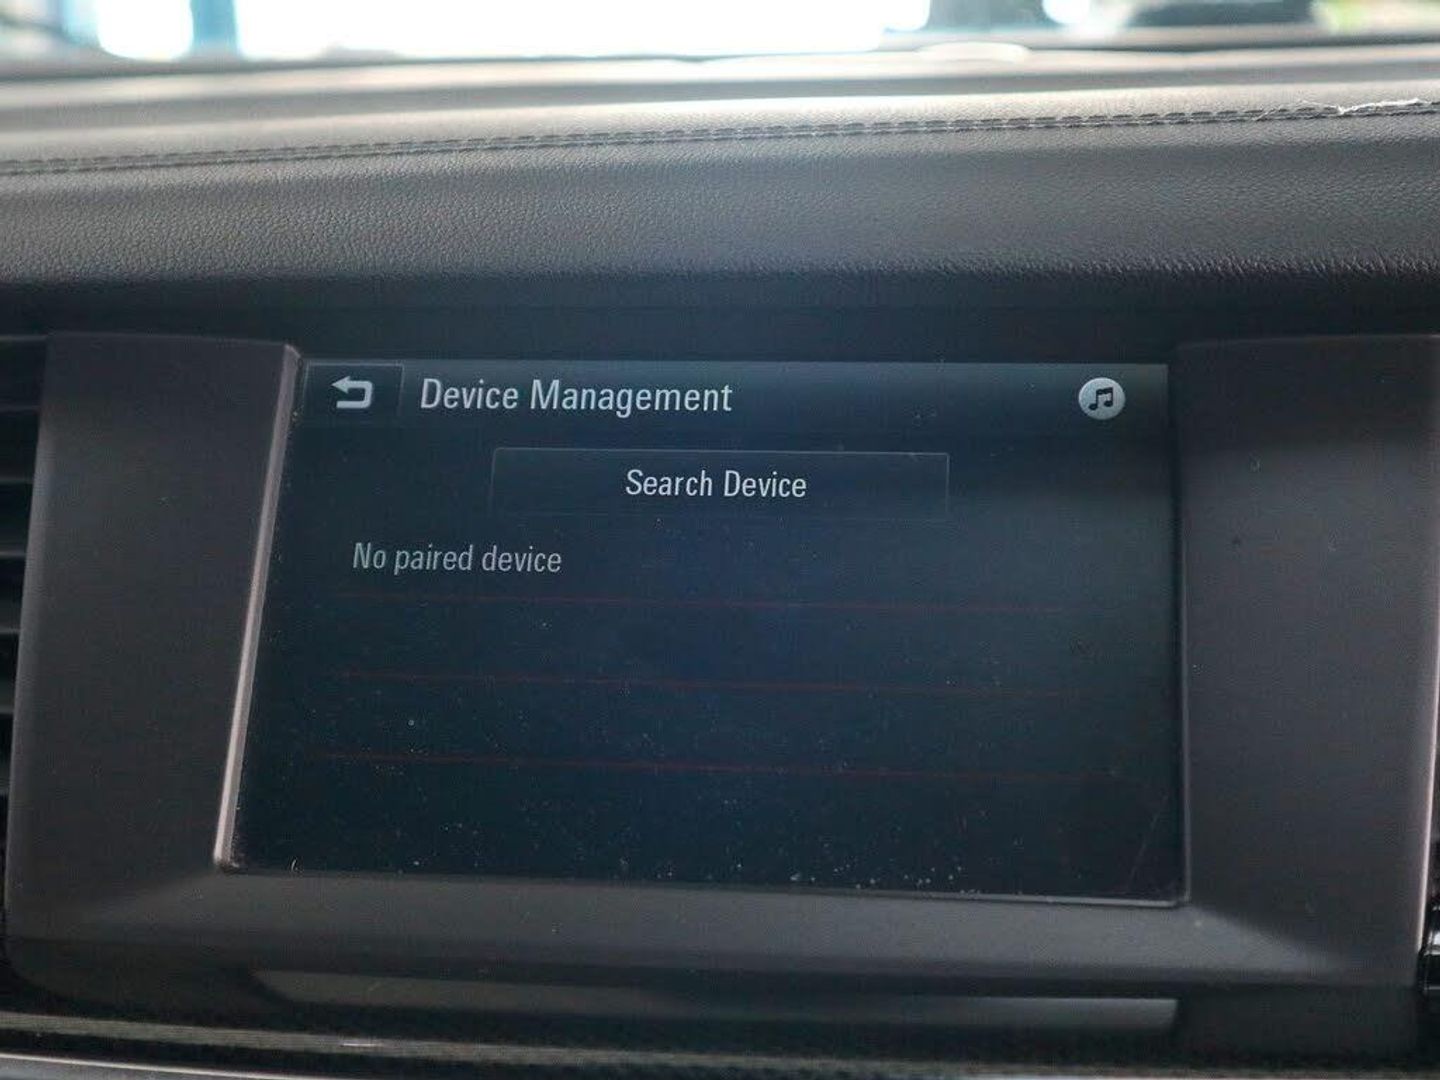 Device Management
Search Device
No paired device